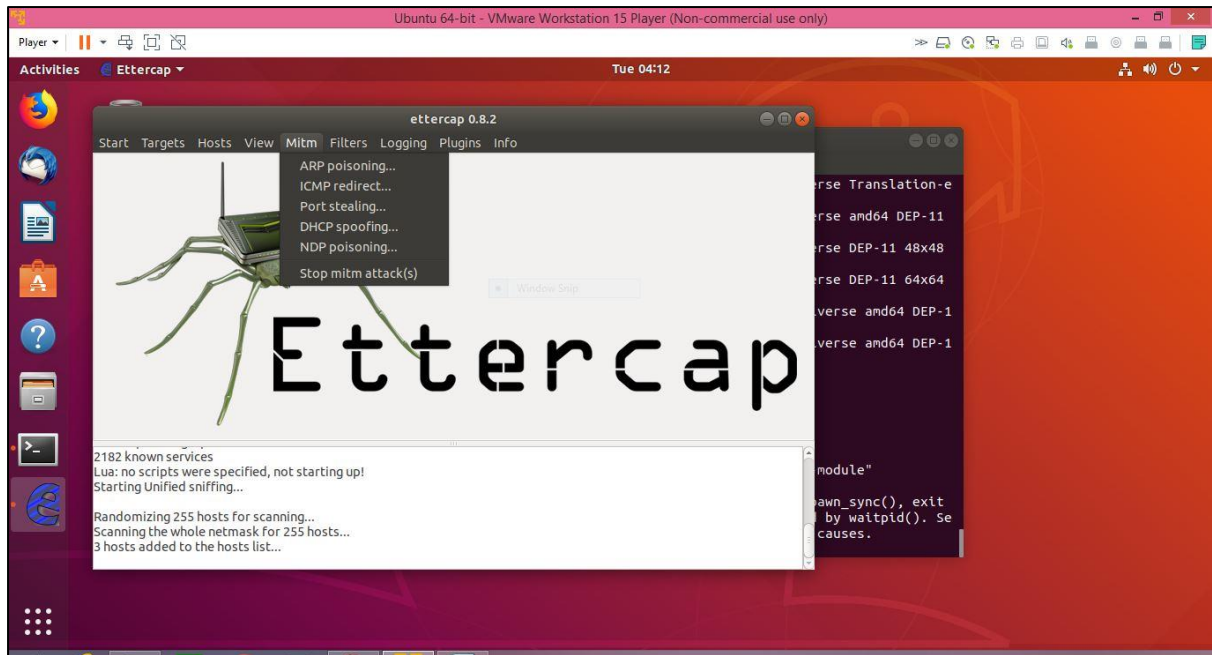 Ubuntu 64-bit - VMware Workstation 15 Player (Non-commercial use only)
Player
Activities Ettercap Tue 04:12
ettercap 0.8.2
Start Targets Hosts View Mitm Filters Logging Plugins Info
ARP poisoning...
ICMP redirect...
Port stealing...
DHCP spoofing...
NDP poisoning...
Stop mitm attack(s)
Window Snip
Ettercap
2182 known services
Lua: no scripts were specified, not starting up!
Starting Unified sniffing...
Randomizing 255 hosts for scanning...
Scanning the whole netmask for 255 hosts...
3 hosts added to the hosts list...
erse Translation-e
erse amd64 DEP-11
erse DEP-11 48x48
erse DEP-11 64x64
verse amd64 DEP-1
verse amd64 DEP-1
module"
awn_sync(), exit
by waitpid(). Se
causes.